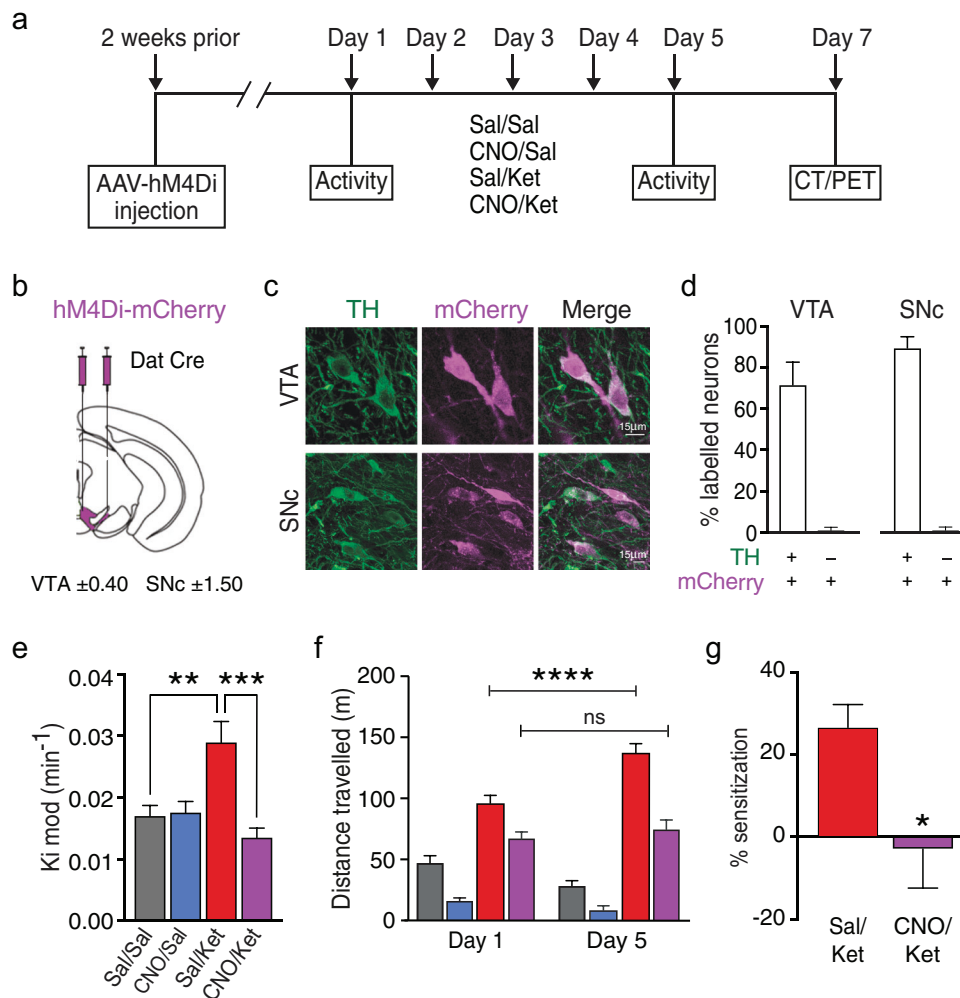 a
2 weeks prior Day 1 Day 2 Day 3 Day 4 Day 5 Day 7
Sal/Sal
CNO/Sal
Sal/Ket
CNO/Ket
AAV-hM4Di
injection
Activity
Activity
CT/PET
b
hM4Di-mCherry
Dat Cre
VTA ±0.40 SNc ±1.50
c
TH mCherry Merge
VTA
15µm
SNc
15µm
d
VTA SNc
% labelled neurons
100
80
60
40
20
0
TH + – + –
mCherry + + + +
e
Ki mod (min⁻¹)
0.04
0.03
0.02
0.01
0.00
** ***
Sal/Sal
CNO/Sal
Sal/Ket
CNO/Ket
f
Distance travelled (m)
200
150
100
50
0
****
ns
Day 1 Day 5
g
% sensitization
40
20
0
-20
*
Sal/
Ket
CNO/
Ket